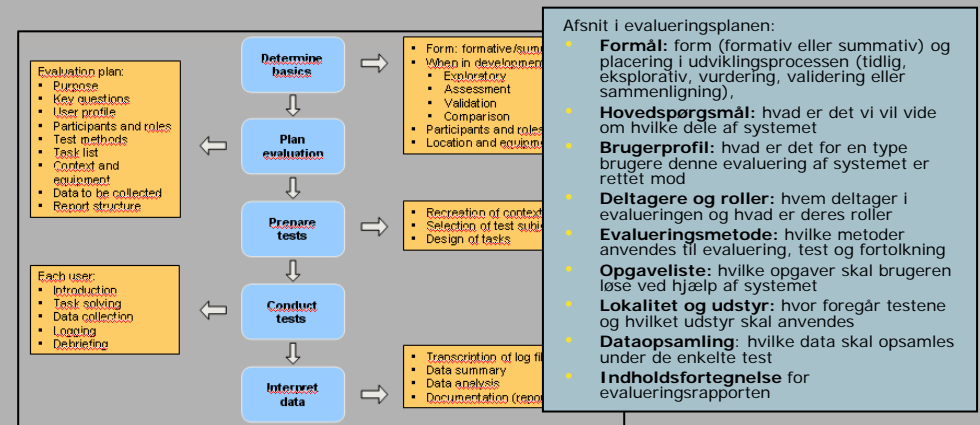 Evaluation plan:
Purpose
Key questions
User profile
Participants and roles
Test methods
Task list
Context and
equipment
Data to be collected
Report structure
Each user:
Introduction
Task solving
Data collection
Logging
Debriefing
Determine
basics
Plan
evaluation
Prepare
tests
Conduct
tests
Interpret
data
Form: formative/sum
When in development
Exploratory
Assessment
Validation
Comparison
Participants and roles
Location and equipm
Recreation of context
Selection of test subj
Design of tasks
Transcription of log fil
Data summary
Data analysis
Documentation (repor
Afsnit i evalueringsplanen:
Formål: form (formativ eller summativ) og
placering i udviklingsprocessen (tidlig,
eksplorativ, vurdering, validering eller
sammenligning),
Hovedspørgsmål: hvad er det vi vil vide
om hvilke dele af systemet
Brugerprofil: hvad er det for en type
brugere denne evaluering af systemet er
rettet mod
Deltagere og roller: hvem deltager i
evalueringen og hvad er deres roller
Evalueringsmetode: hvilke metoder
anvendes til evaluering, test og fortolkning
Opgaveliste: hvilke opgaver skal brugeren
løse ved hjælp af systemet
Lokalitet og udstyr: hvor foregår testene
og hvilket udstyr skal anvendes
Dataopsamling: hvilke data skal opsamles
under de enkelte test
Indholdsfortegnelse for
evalueringsrapporten